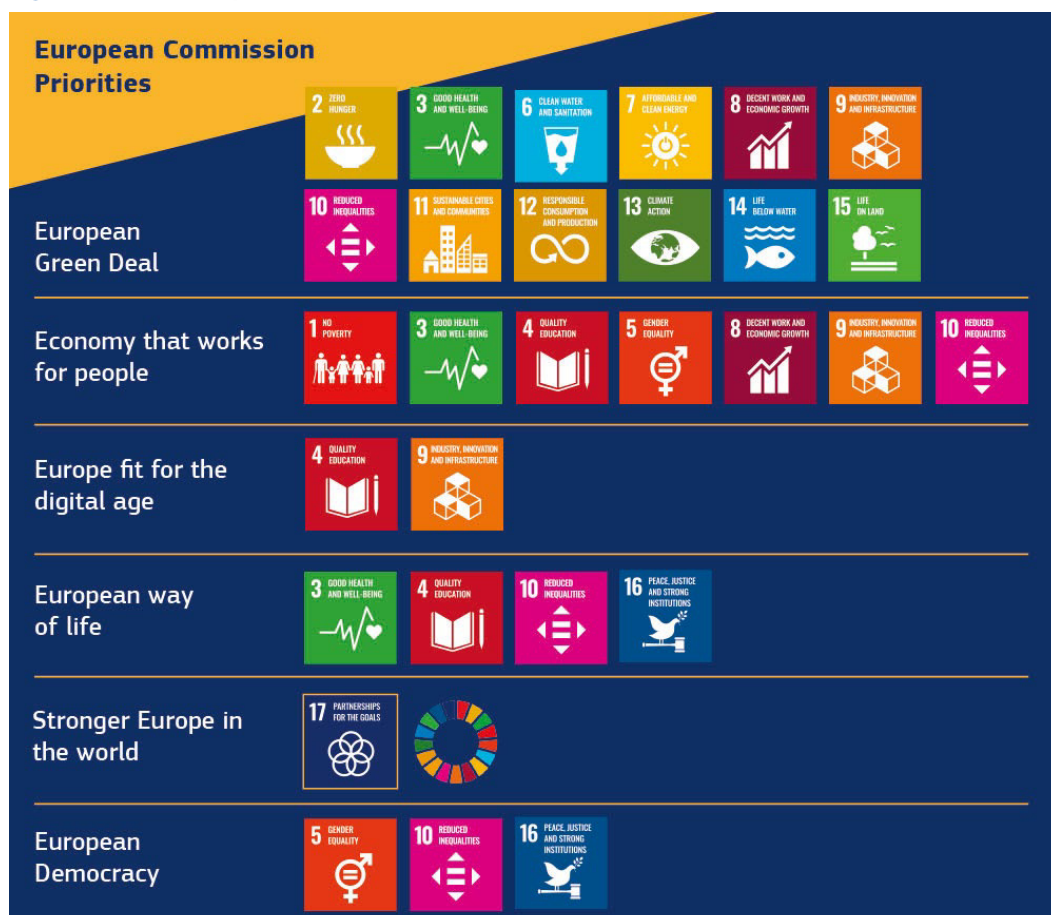 European Commission
Priorities
2 ZERO
HUNGER
3 GOOD HEALTH
AND WELL-BEING
6 CLEAN WATER
AND SANITATION
7 AFFORDABLE AND
CLEAN ENERGY
8 DECENT WORK AND
ECONOMIC GROWTH
9 INDUSTRY, INNOVATION
AND INFRASTRUCTURE
European
Green Deal
10 REDUCED
INEQUALITIES
11 SUSTAINABLE CITIES
AND COMMUNITIES
12 RESPONSIBLE
CONSUMPTION
AND PRODUCTION
13 CLIMATE
ACTION
14 LIFE
BELOW WATER
15 LIFE
ON LAND
Economy that works
for people
1 NO
POVERTY
3 GOOD HEALTH
AND WELL-BEING
4 QUALITY
EDUCATION
5 GENDER
EQUALITY
8 DECENT WORK AND
ECONOMIC GROWTH
9 INDUSTRY, INNOVATION
AND INFRASTRUCTURE
10 REDUCED
INEQUALITIES
Europe fit for the
digital age
4 QUALITY
EDUCATION
9 INDUSTRY, INNOVATION
AND INFRASTRUCTURE
European way
of life
3 GOOD HEALTH
AND WELL-BEING
4 QUALITY
EDUCATION
10 REDUCED
INEQUALITIES
16 PEACE, JUSTICE
AND STRONG
INSTITUTIONS
Stronger Europe in
the world
17 PARTNERSHIPS
FOR THE GOALS
European
Democracy
5 GENDER
EQUALITY
10 REDUCED
INEQUALITIES
16 PEACE, JUSTICE
AND STRONG
INSTITUTIONS